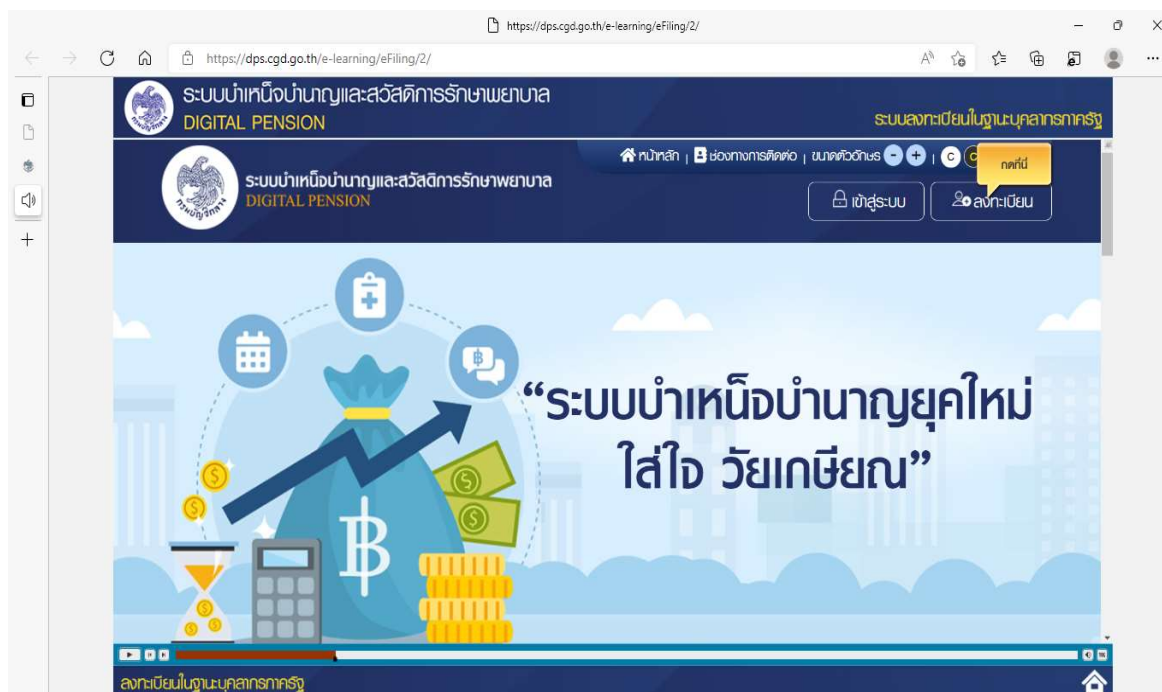 https://dps.cgd.go.th/e-learning/eFiling/2/
https://dps.cgd.go.th/e-learning/eFiling/2/
ระบบบำเหน็จบำนาญและสวัสดิการรักษาพยาบาล
DIGITAL PENSION
ระบบลงทะเบียนในฐานะบุคลากรภาครัฐ
หน้าหลัก | ช่องทางการติดต่อ | ขนาดตัวอักษร - + | C C
กดที่นี่
ระบบบำเหน็จบำนาญและสวัสดิการรักษาพยาบาล
DIGITAL PENSION
เข้าสู่ระบบ
ลงทะเบียน
“ระบบบำเหน็จบำนาญยุคใหม่
ใส่ใจ วัยเกษียณ”
ลงทะเบียนในฐานะบุคลากรภาครัฐ